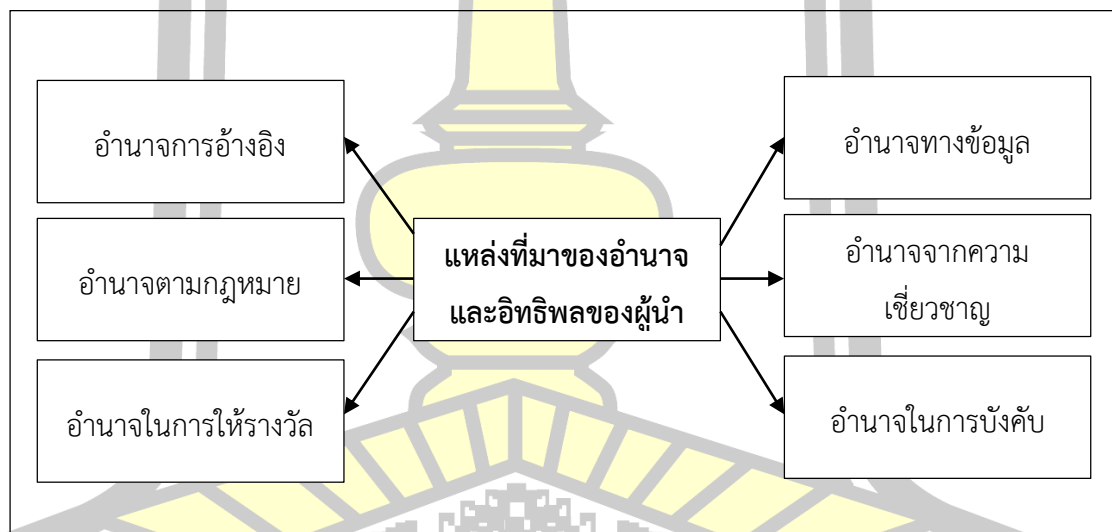 อำนาจการอ้างอิง
อำนาจตามกฎหมาย
อำนาจในการให้รางวัล
แหล่งที่มาของอำนาจ
และอิทธิพลของผู้นำ
อำนาจทางข้อมูล
อำนาจจากความ
เชี่ยวชาญ
อำนาจในการบังคับ